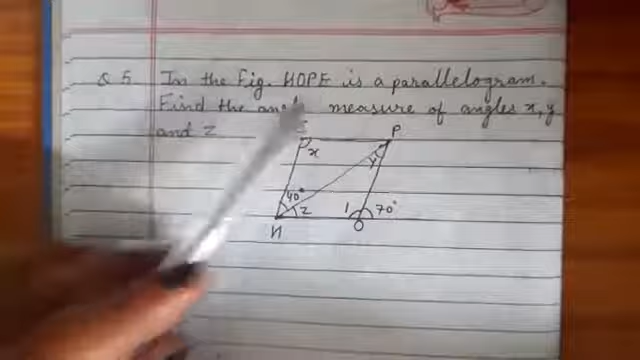 Q 5 In the Fig. HOPE is a parallelogram.
Find the measure of angles x, y
and z
P
x
y
40°
z
1
70°
H
O